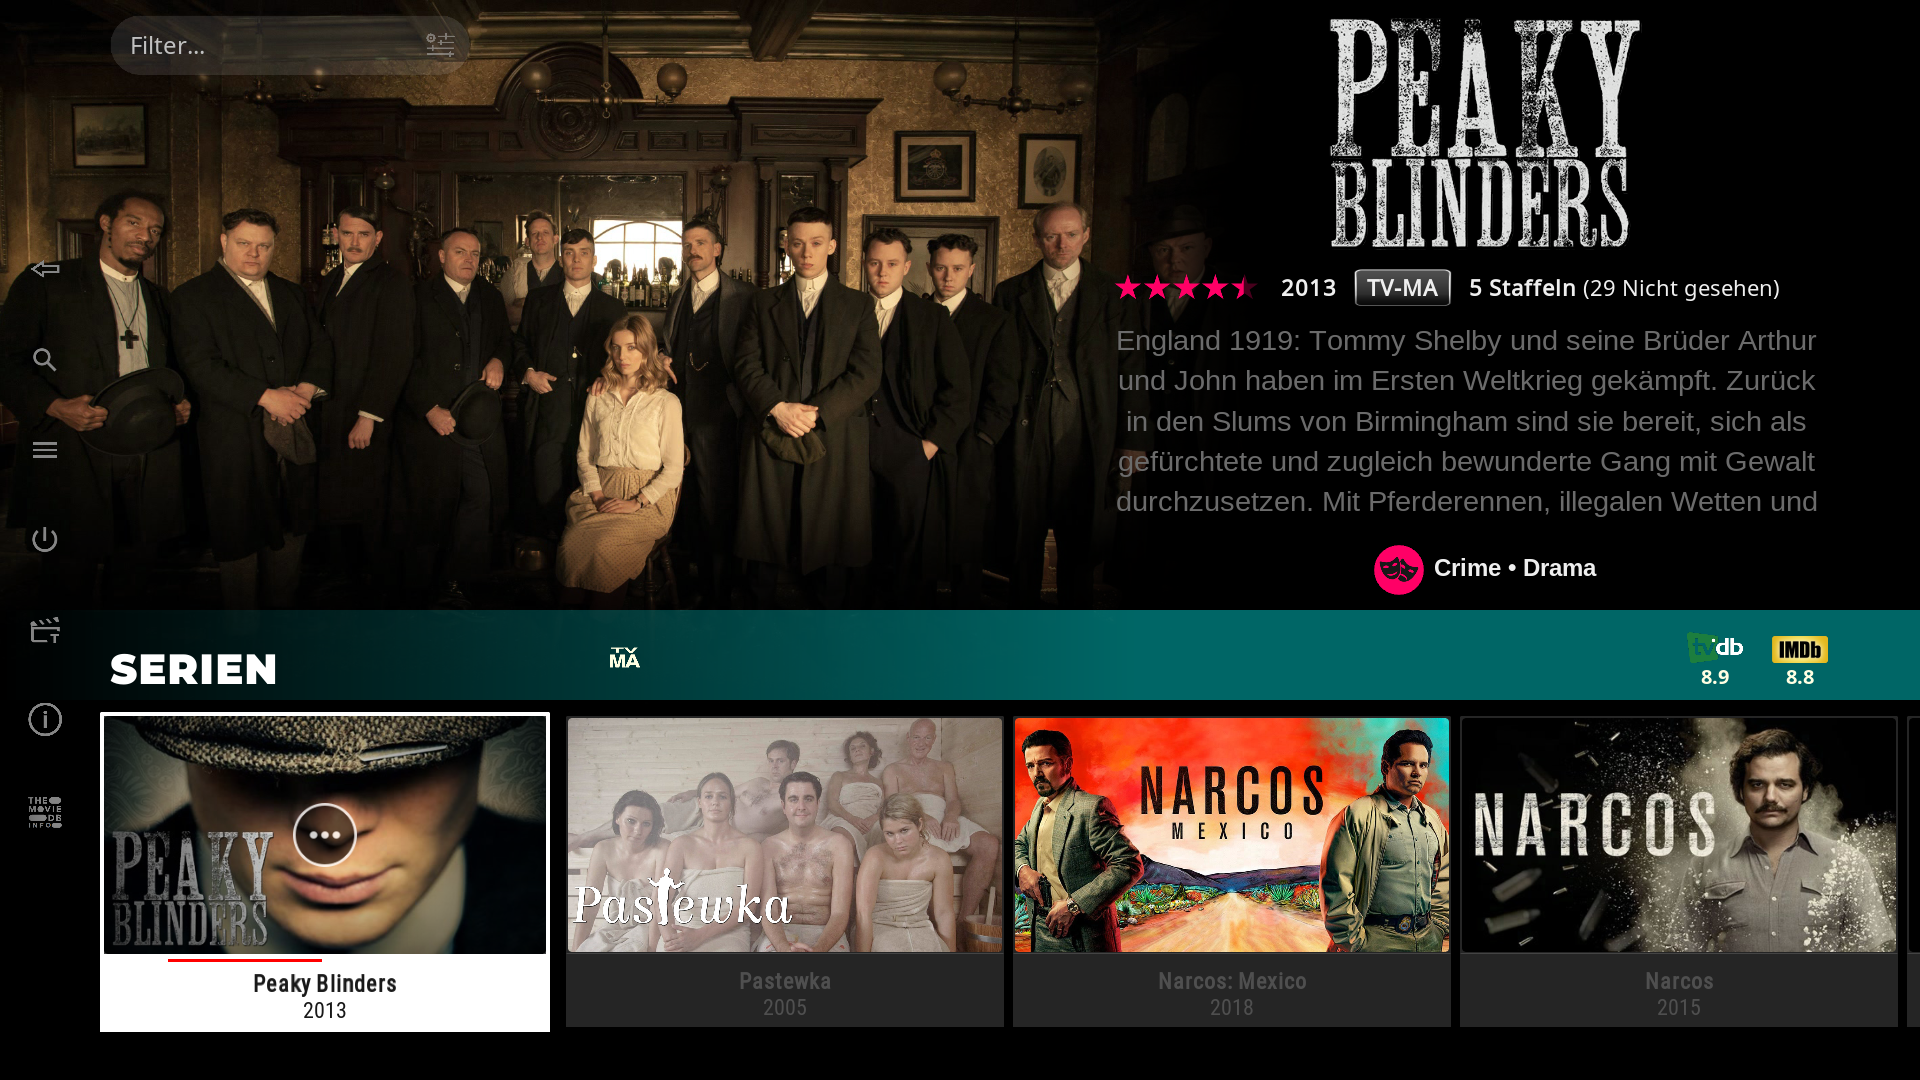 Filter...
PEAKY
BLINDERS
2013 TV-MA 5 Staffeln (29 Nicht gesehen)
England 1919: Tommy Shelby und seine Brüder Arthur
und John haben im Ersten Weltkrieg gekämpft. Zurück
in den Slums von Birmingham sind sie bereit, sich als
gefürchtete und zugleich bewunderte Gang mit Gewalt
durchzusetzen. Mit Pferderennen, illegalen Wetten und
Crime • Drama
SERIEN
TV
MA
tvdb
8.9
IMDb
8.8
THE
MOVIE
DB
INFO
PEAKY
BLINDERS
Peaky Blinders
2013
Pastewka
Pastewka
2005
NARCOS
MEXICO
Narcos: Mexico
2018
NARCOS
Narcos
2015